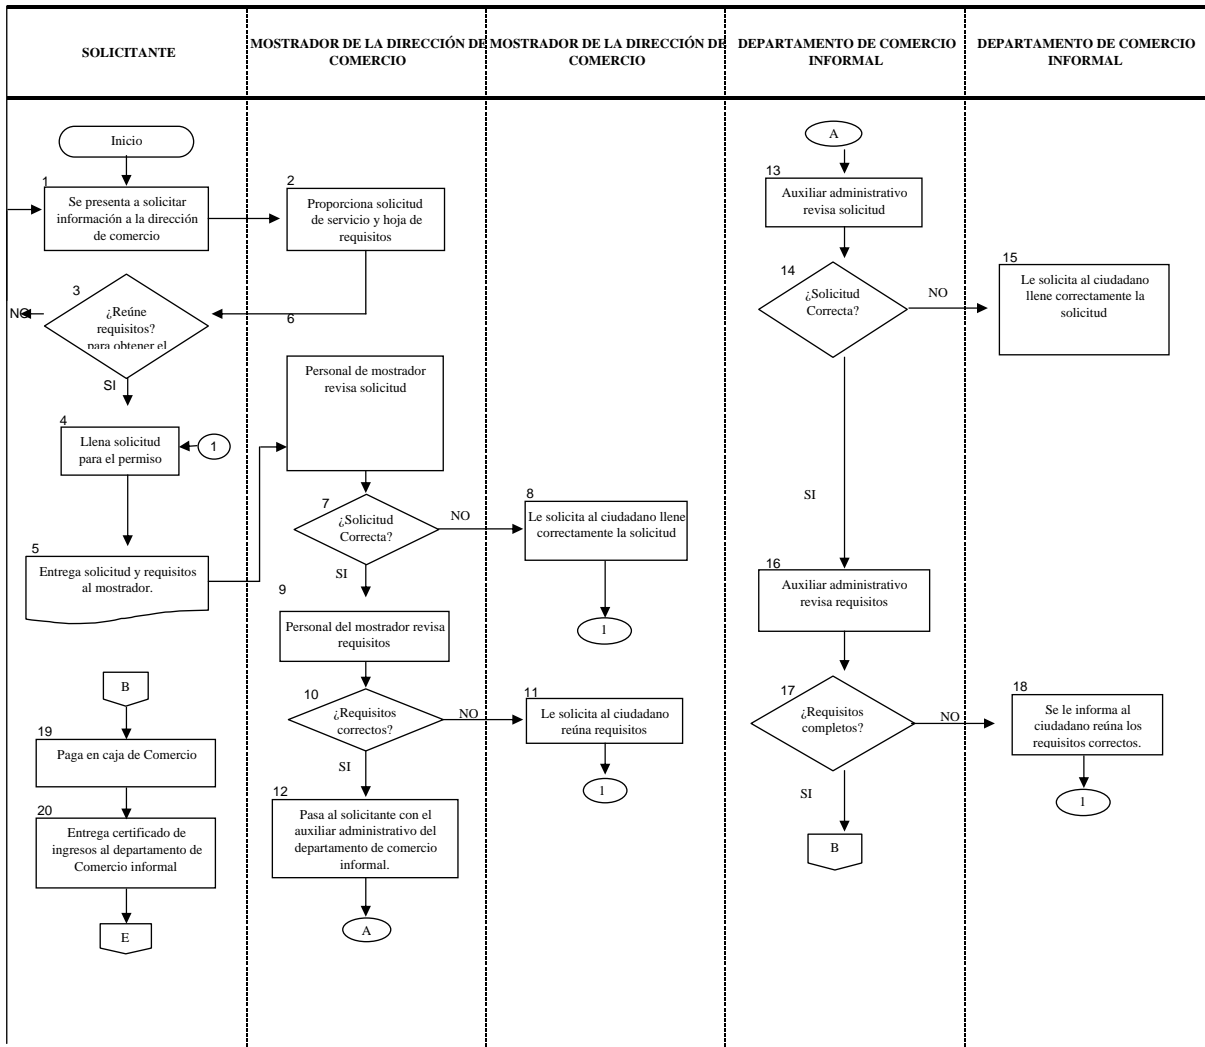 SOLICITANTE
MOSTRADOR DE LA DIRECCIÓN DE
COMERCIO
MOSTRADOR DE LA DIRECCIÓN DE
COMERCIO
DEPARTAMENTO DE COMERCIO
INFORMAL
DEPARTAMENTO DE COMERCIO
INFORMAL
Inicio
1
Se presenta a solicitar
información a la dirección
de comercio
3
¿Reúne
requisitos?
para obtener el
NO
SI
4
Llena solicitud
para el permiso
1
5
Entrega solicitud y requisitos
al mostrador.
B
19
Paga en caja de Comercio
20
Entrega certificado de
ingresos al departamento de
Comercio informal
E
2
Proporciona solicitud
de servicio y hoja de
requisitos
6
Personal de mostrador
revisa solicitud
7
¿Solicitud
Correcta?
NO
SI
9
Personal del mostrador revisa
requisitos
10
¿Requisitos
correctos?
NO
SI
12
Pasa al solicitante con el
auxiliar administrativo del
departamento de comercio
informal.
A
8
Le solicita al ciudadano llene
correctamente la solicitud
1
11
Le solicita al ciudadano
reúna requisitos
1
A
13
Auxiliar administrativo
revisa solicitud
14
¿Solicitud
Correcta?
NO
SI
16
Auxiliar administrativo
revisa requisitos
17
¿Requisitos
completos?
NO
SI
B
15
Le solicita al ciudadano
llene correctamente la
solicitud
18
Se le informa al
ciudadano reúna los
requisitos correctos.
1